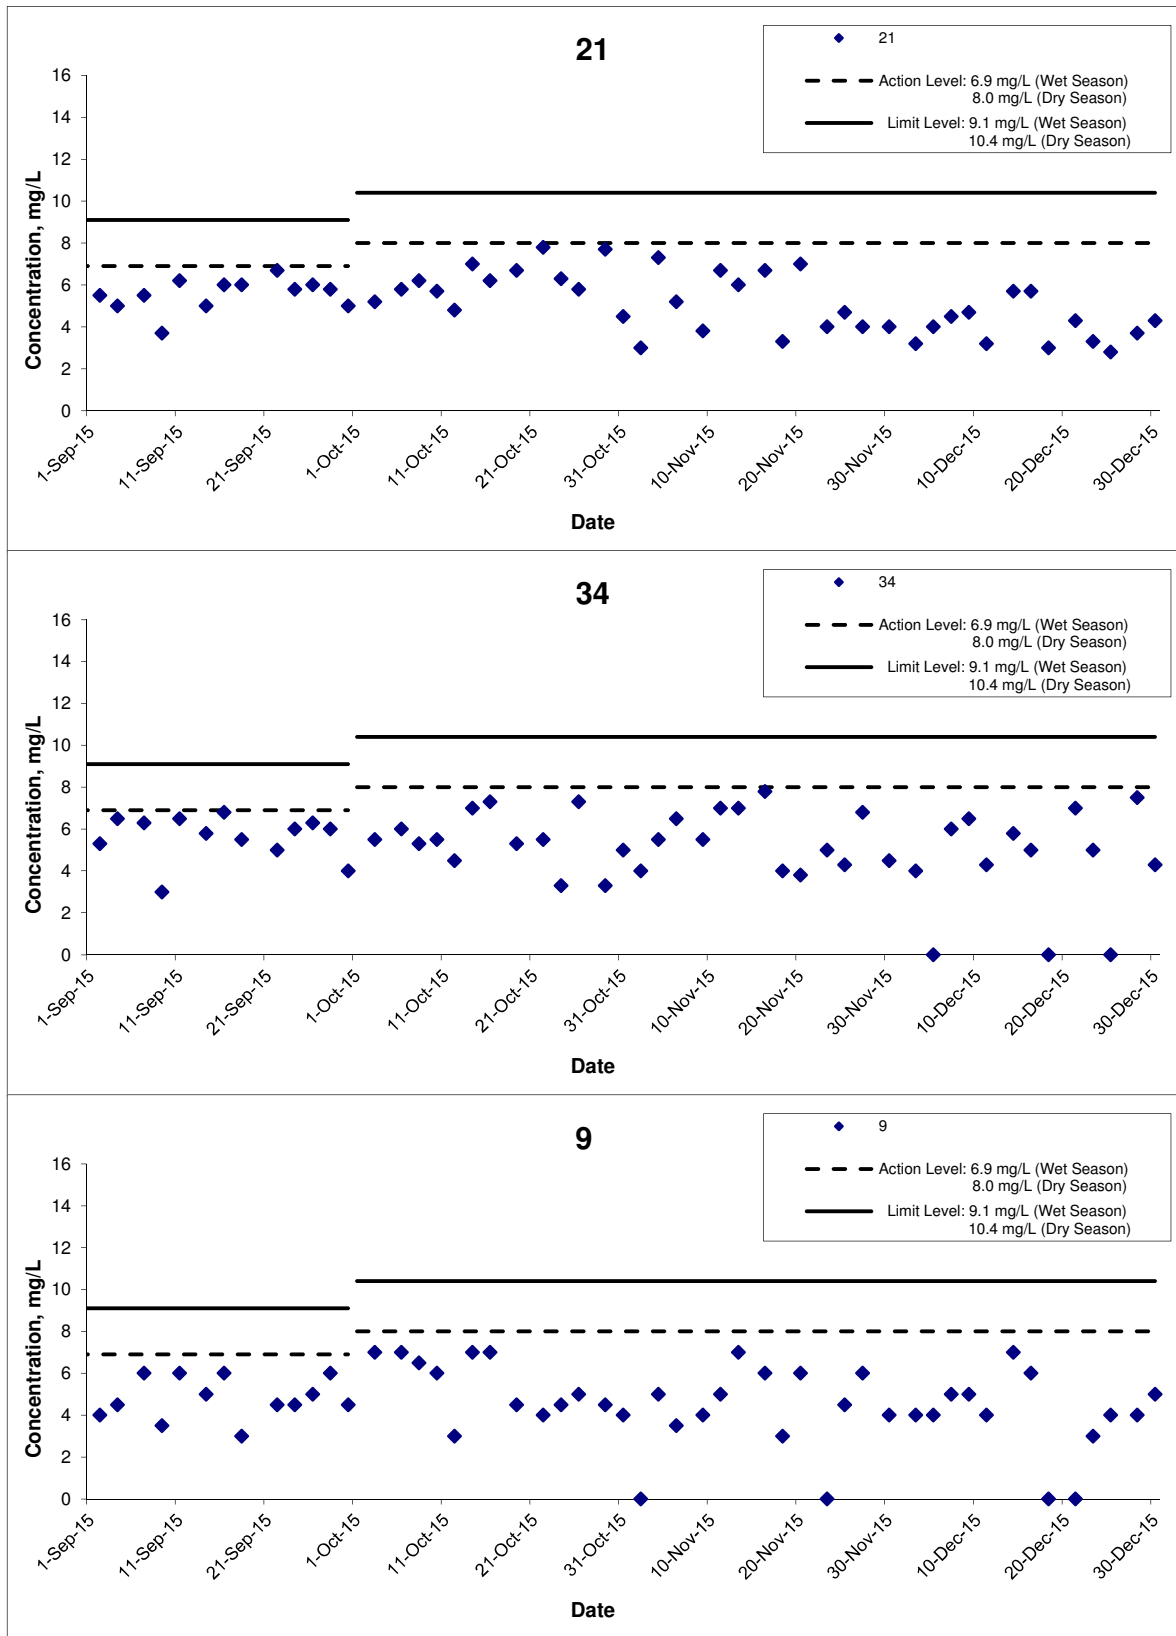 21
21
Action Level: 6.9 mg/L (Wet Season)
8.0 mg/L (Dry Season)
Limit Level: 9.1 mg/L (Wet Season)
10.4 mg/L (Dry Season)
Concentration, mg/L
16
14
12
10
8
6
4
2
0
1-Sep-15
11-Sep-15
21-Sep-15
1-Oct-15
11-Oct-15
21-Oct-15
31-Oct-15
10-Nov-15
20-Nov-15
30-Nov-15
10-Dec-15
20-Dec-15
30-Dec-15
Date
34
34
Action Level: 6.9 mg/L (Wet Season)
8.0 mg/L (Dry Season)
Limit Level: 9.1 mg/L (Wet Season)
10.4 mg/L (Dry Season)
Concentration, mg/L
16
14
12
10
8
6
4
2
0
1-Sep-15
11-Sep-15
21-Sep-15
1-Oct-15
11-Oct-15
21-Oct-15
31-Oct-15
10-Nov-15
20-Nov-15
30-Nov-15
10-Dec-15
20-Dec-15
30-Dec-15
Date
9
9
Action Level: 6.9 mg/L (Wet Season)
8.0 mg/L (Dry Season)
Limit Level: 9.1 mg/L (Wet Season)
10.4 mg/L (Dry Season)
Concentration, mg/L
16
14
12
10
8
6
4
2
0
1-Sep-15
11-Sep-15
21-Sep-15
1-Oct-15
11-Oct-15
21-Oct-15
31-Oct-15
10-Nov-15
20-Nov-15
30-Nov-15
10-Dec-15
20-Dec-15
30-Dec-15
Date